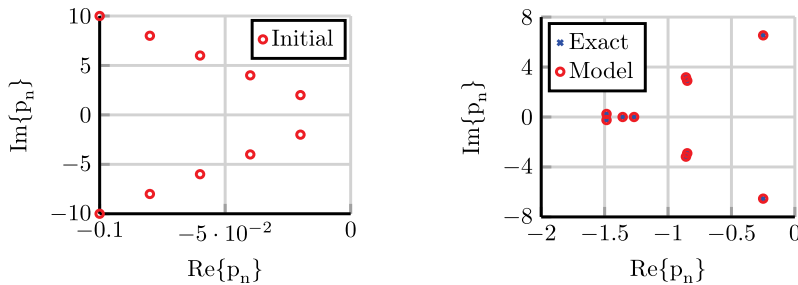 10
5
0
−5
−10
Im{pₙ}
Initial
−0.1
−5 · 10⁻²
0
Re{pₙ}
8
4
0
−4
−8
Im{pₙ}
Exact
Model
−2
−1.5
−1
−0.5
0
Re{pₙ}